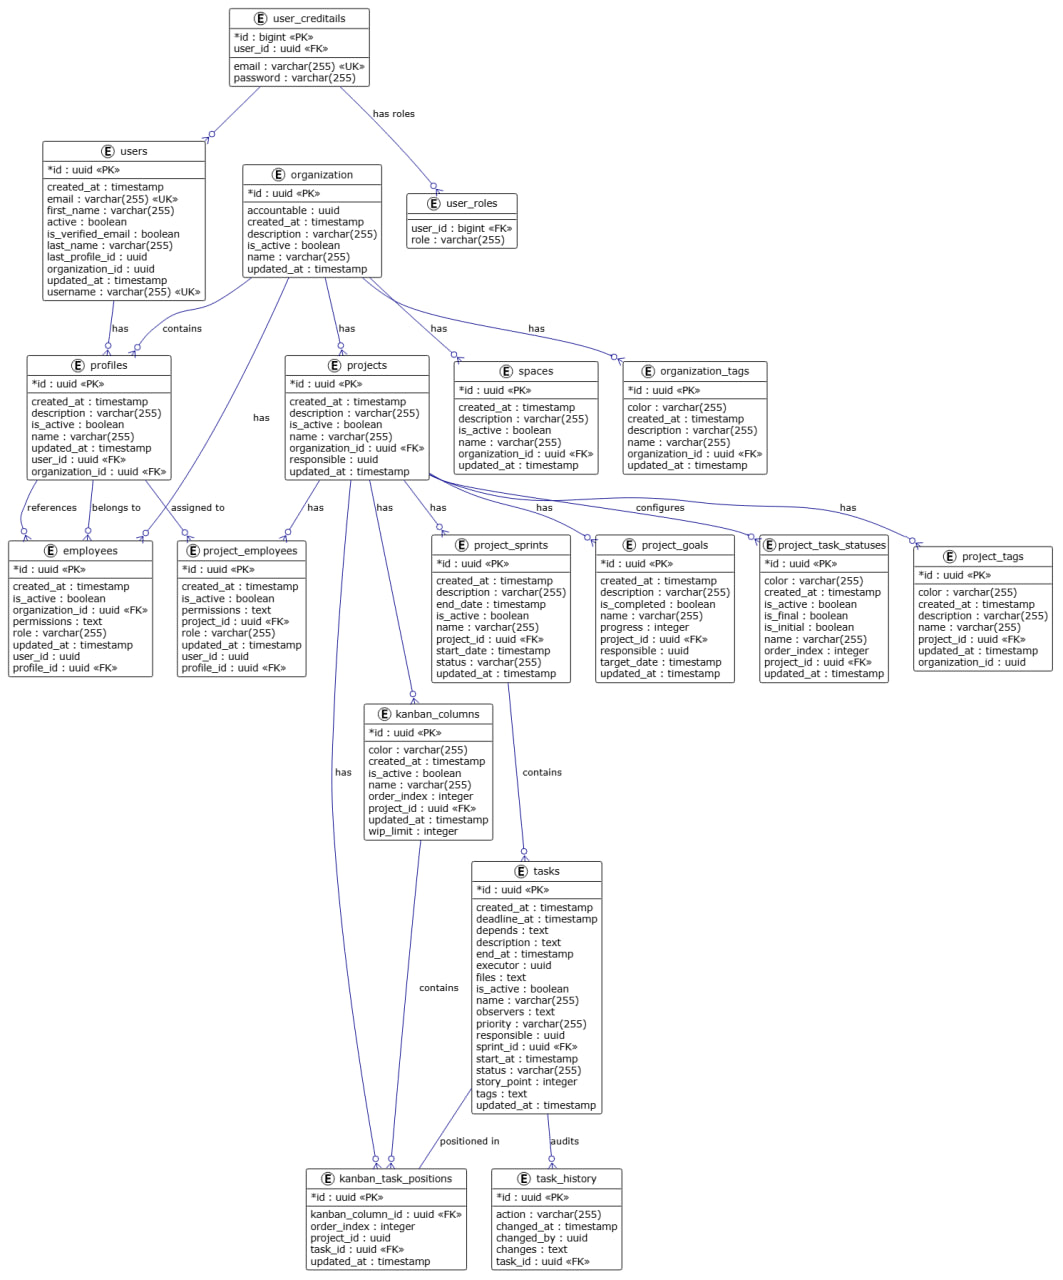 E user_creditails
*id : bigint «PK»
user_id : uuid «FK»
email : varchar(255) «UK»
password : varchar(255)
has roles
E users
*id : uuid «PK»
created_at : timestamp
email : varchar(255) «UK»
first_name : varchar(255)
active : boolean
is_verified_email : boolean
last_name : varchar(255)
last_profile_id : uuid
organization_id : uuid
updated_at : timestamp
username : varchar(255) «UK»
E organization
*id : uuid «PK»
accountable : uuid
created_at : timestamp
description : varchar(255)
is_active : boolean
name : varchar(255)
updated_at : timestamp
E user_roles
user_id : bigint «FK»
role : varchar(255)
has
contains
has
has
has
has
E profiles
*id : uuid «PK»
created_at : timestamp
description : varchar(255)
is_active : boolean
name : varchar(255)
updated_at : timestamp
user_id : uuid «FK»
organization_id : uuid «FK»
E projects
*id : uuid «PK»
created_at : timestamp
description : varchar(255)
is_active : boolean
name : varchar(255)
organization_id : uuid «FK»
responsible : uuid
updated_at : timestamp
E spaces
*id : uuid «PK»
created_at : timestamp
description : varchar(255)
is_active : boolean
name : varchar(255)
organization_id : uuid «FK»
updated_at : timestamp
E organization_tags
*id : uuid «PK»
color : varchar(255)
created_at : timestamp
description : varchar(255)
name : varchar(255)
organization_id : uuid «FK»
updated_at : timestamp
references
belongs to
assigned to
has
has
has
has
configures
has
E employees
*id : uuid «PK»
created_at : timestamp
is_active : boolean
organization_id : uuid «FK»
permissions : text
role : varchar(255)
updated_at : timestamp
user_id : uuid
profile_id : uuid «FK»
E project_employees
*id : uuid «PK»
created_at : timestamp
is_active : boolean
permissions : text
project_id : uuid «FK»
role : varchar(255)
updated_at : timestamp
user_id : uuid
profile_id : uuid «FK»
E project_sprints
*id : uuid «PK»
created_at : timestamp
description : varchar(255)
end_date : timestamp
is_active : boolean
name : varchar(255)
project_id : uuid «FK»
start_date : timestamp
status : varchar(255)
updated_at : timestamp
E project_goals
*id : uuid «PK»
created_at : timestamp
description : varchar(255)
is_completed : boolean
name : varchar(255)
progress : integer
project_id : uuid «FK»
responsible : uuid
target_date : timestamp
updated_at : timestamp
E project_task_statuses
*id : uuid «PK»
color : varchar(255)
created_at : timestamp
is_active : boolean
is_final : boolean
is_initial : boolean
name : varchar(255)
order_index : integer
project_id : uuid «FK»
updated_at : timestamp
E project_tags
*id : uuid «PK»
color : varchar(255)
created_at : timestamp
description : varchar(255)
name : varchar(255)
project_id : uuid «FK»
updated_at : timestamp
organization_id : uuid
E kanban_columns
*id : uuid «PK»
color : varchar(255)
created_at : timestamp
is_active : boolean
name : varchar(255)
order_index : integer
project_id : uuid «FK»
updated_at : timestamp
wip_limit : integer
has
contains
E tasks
*id : uuid «PK»
created_at : timestamp
deadline_at : timestamp
depends : text
description : text
end_at : timestamp
executor : uuid
files : text
is_active : boolean
name : varchar(255)
observers : text
priority : varchar(255)
responsible : uuid
sprint_id : uuid «FK»
start_at : timestamp
status : varchar(255)
story_point : integer
tags : text
updated_at : timestamp
contains
positioned in
audits
E kanban_task_positions
*id : uuid «PK»
kanban_column_id : uuid «FK»
order_index : integer
project_id : uuid
task_id : uuid «FK»
updated_at : timestamp
E task_history
*id : uuid «PK»
action : varchar(255)
changed_at : timestamp
changed_by : uuid
changes : text
task_id : uuid «FK»